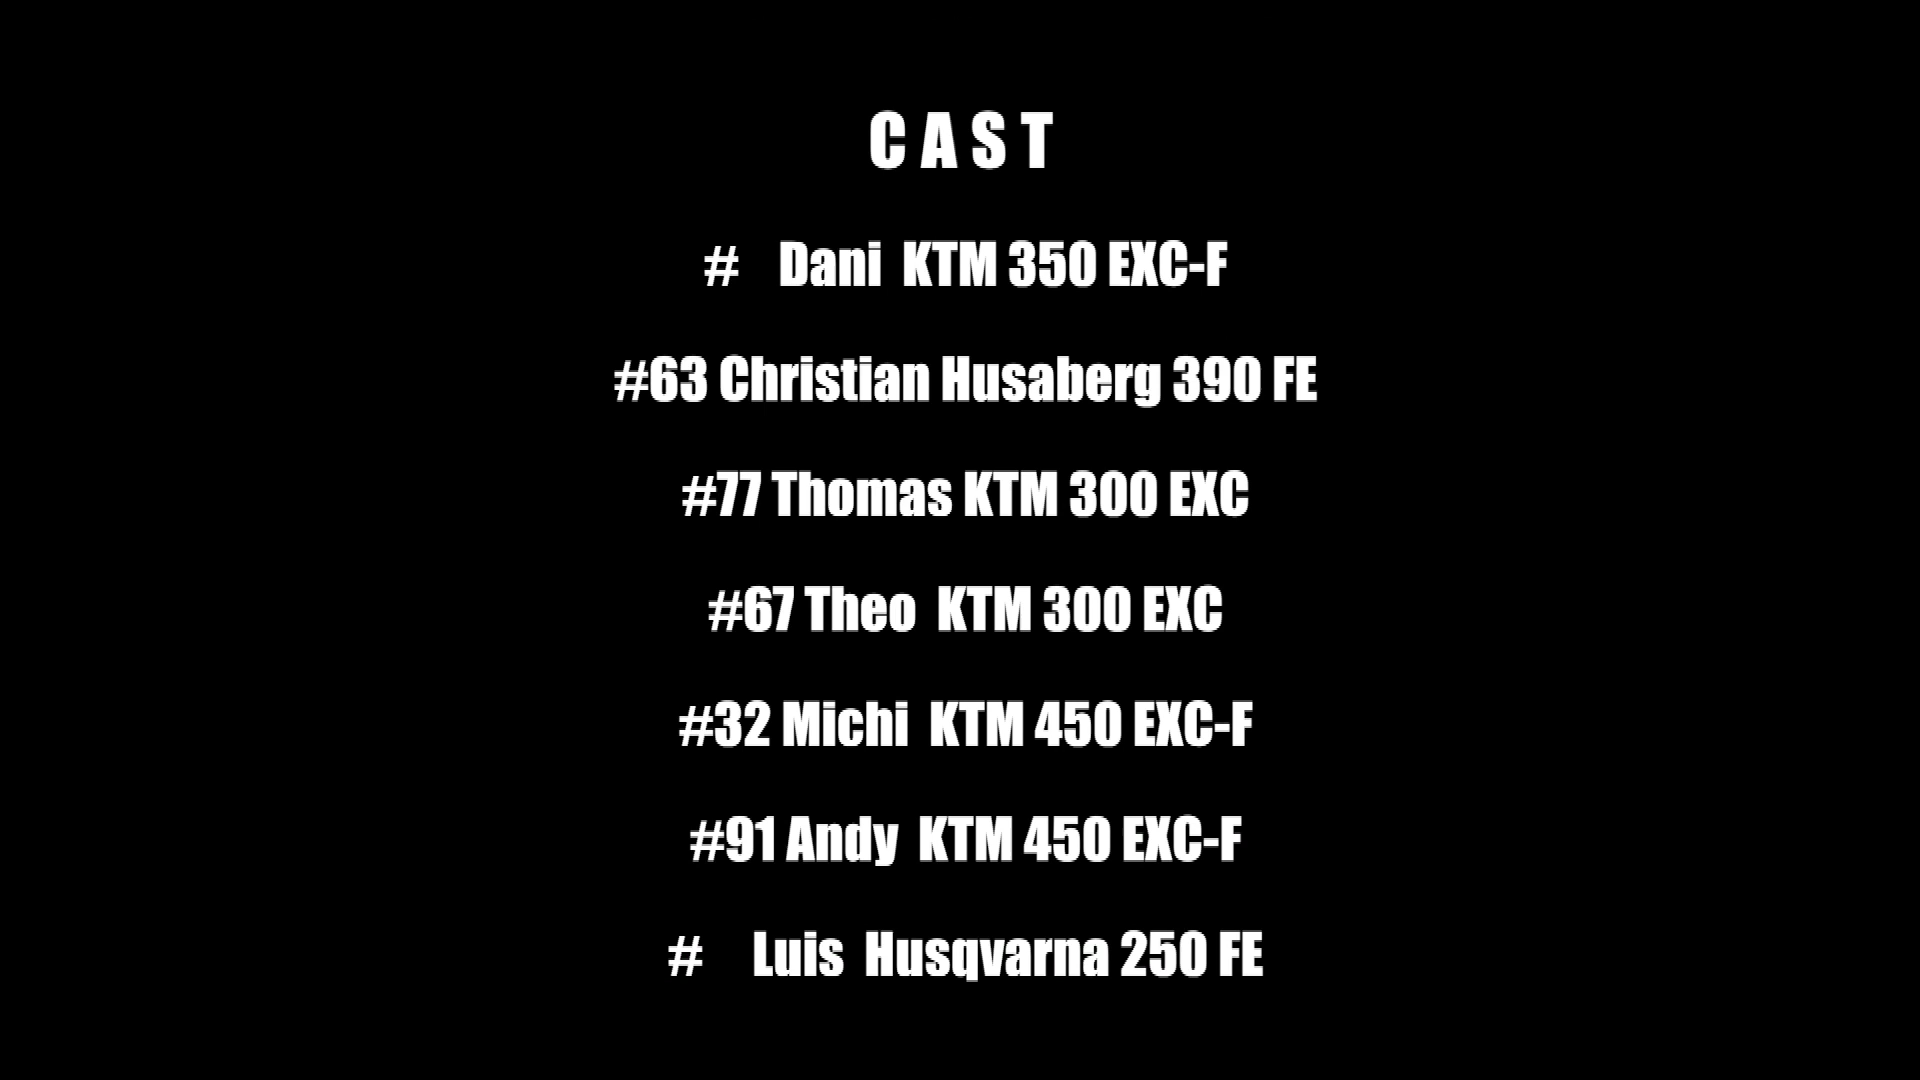 CAST
# Dani KTM 350 EXC-F
#63 Christian Husaberg 390 FE
#77 Thomas KTM 300 EXC
#67 Theo KTM 300 EXC
#32 Michi KTM 450 EXC-F
#91 Andy KTM 450 EXC-F
# Luis Husqvarna 250 FE